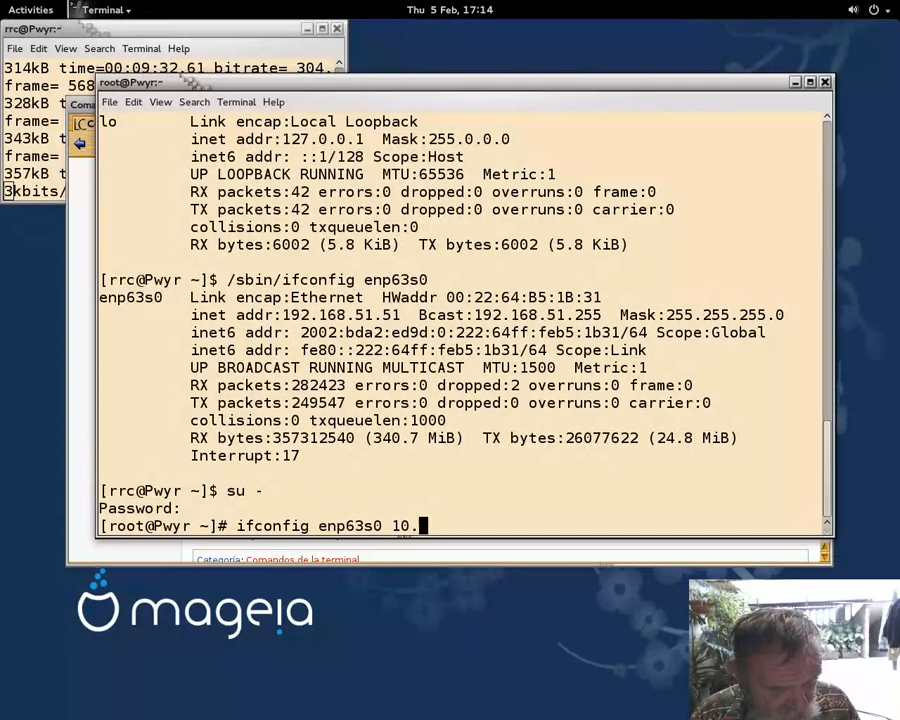 Activities
Terminal
Thu 5 Feb, 17:14
rrc@Pwyr:~
File Edit View Search Terminal Help
314kB time=00:09:32.61 bitrate= 304.
frame= 568
328kB t
frame=
343kB t
frame=
357kB t
3kbits/
Coma
root@Pwyr:~
File Edit View Search Terminal Help
lo Link encap:Local Loopback
inet addr:127.0.0.1 Mask:255.0.0.0
inet6 addr: ::1/128 Scope:Host
UP LOOPBACK RUNNING MTU:65536 Metric:1
RX packets:42 errors:0 dropped:0 overruns:0 frame:0
TX packets:42 errors:0 dropped:0 overruns:0 carrier:0
collisions:0 txqueuelen:0
RX bytes:6002 (5.8 KiB) TX bytes:6002 (5.8 KiB)
[rrc@Pwyr ~]$ /sbin/ifconfig enp63s0
enp63s0 Link encap:Ethernet HWaddr 00:22:64:B5:1B:31
inet addr:192.168.51.51 Bcast:192.168.51.255 Mask:255.255.255.0
inet6 addr: 2002:bda2:ed9d:0:222:64ff:feb5:1b31/64 Scope:Global
inet6 addr: fe80::222:64ff:feb5:1b31/64 Scope:Link
UP BROADCAST RUNNING MULTICAST MTU:1500 Metric:1
RX packets:282423 errors:0 dropped:2 overruns:0 frame:0
TX packets:249547 errors:0 dropped:0 overruns:0 carrier:0
collisions:0 txqueuelen:1000
RX bytes:357312540 (340.7 MiB) TX bytes:26077622 (24.8 MiB)
Interrupt:17
[rrc@Pwyr ~]$ su -
Password:
[root@Pwyr ~]# ifconfig enp63s0 10.
Categoría: Comandos de la terminal
mageia